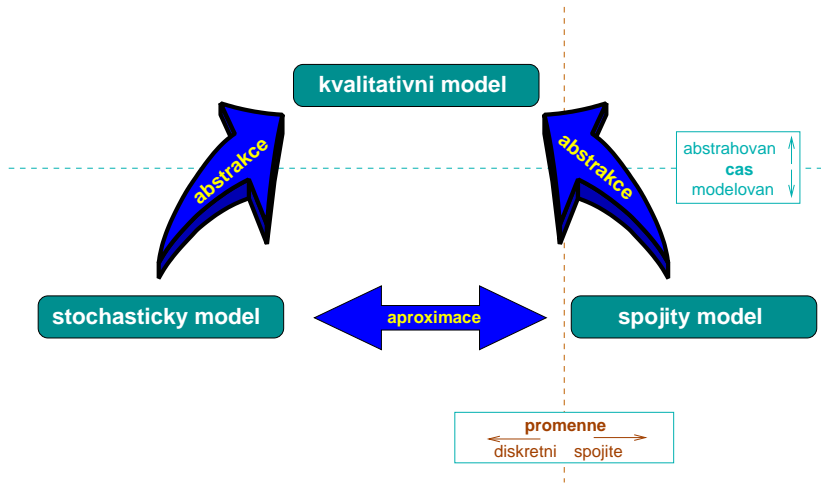 kvalitativni model
abstrakce
abstrakce
abstrahovan
cas
modelovan
stochasticky model
aproximace
spojity model
promenne
diskretni spojite